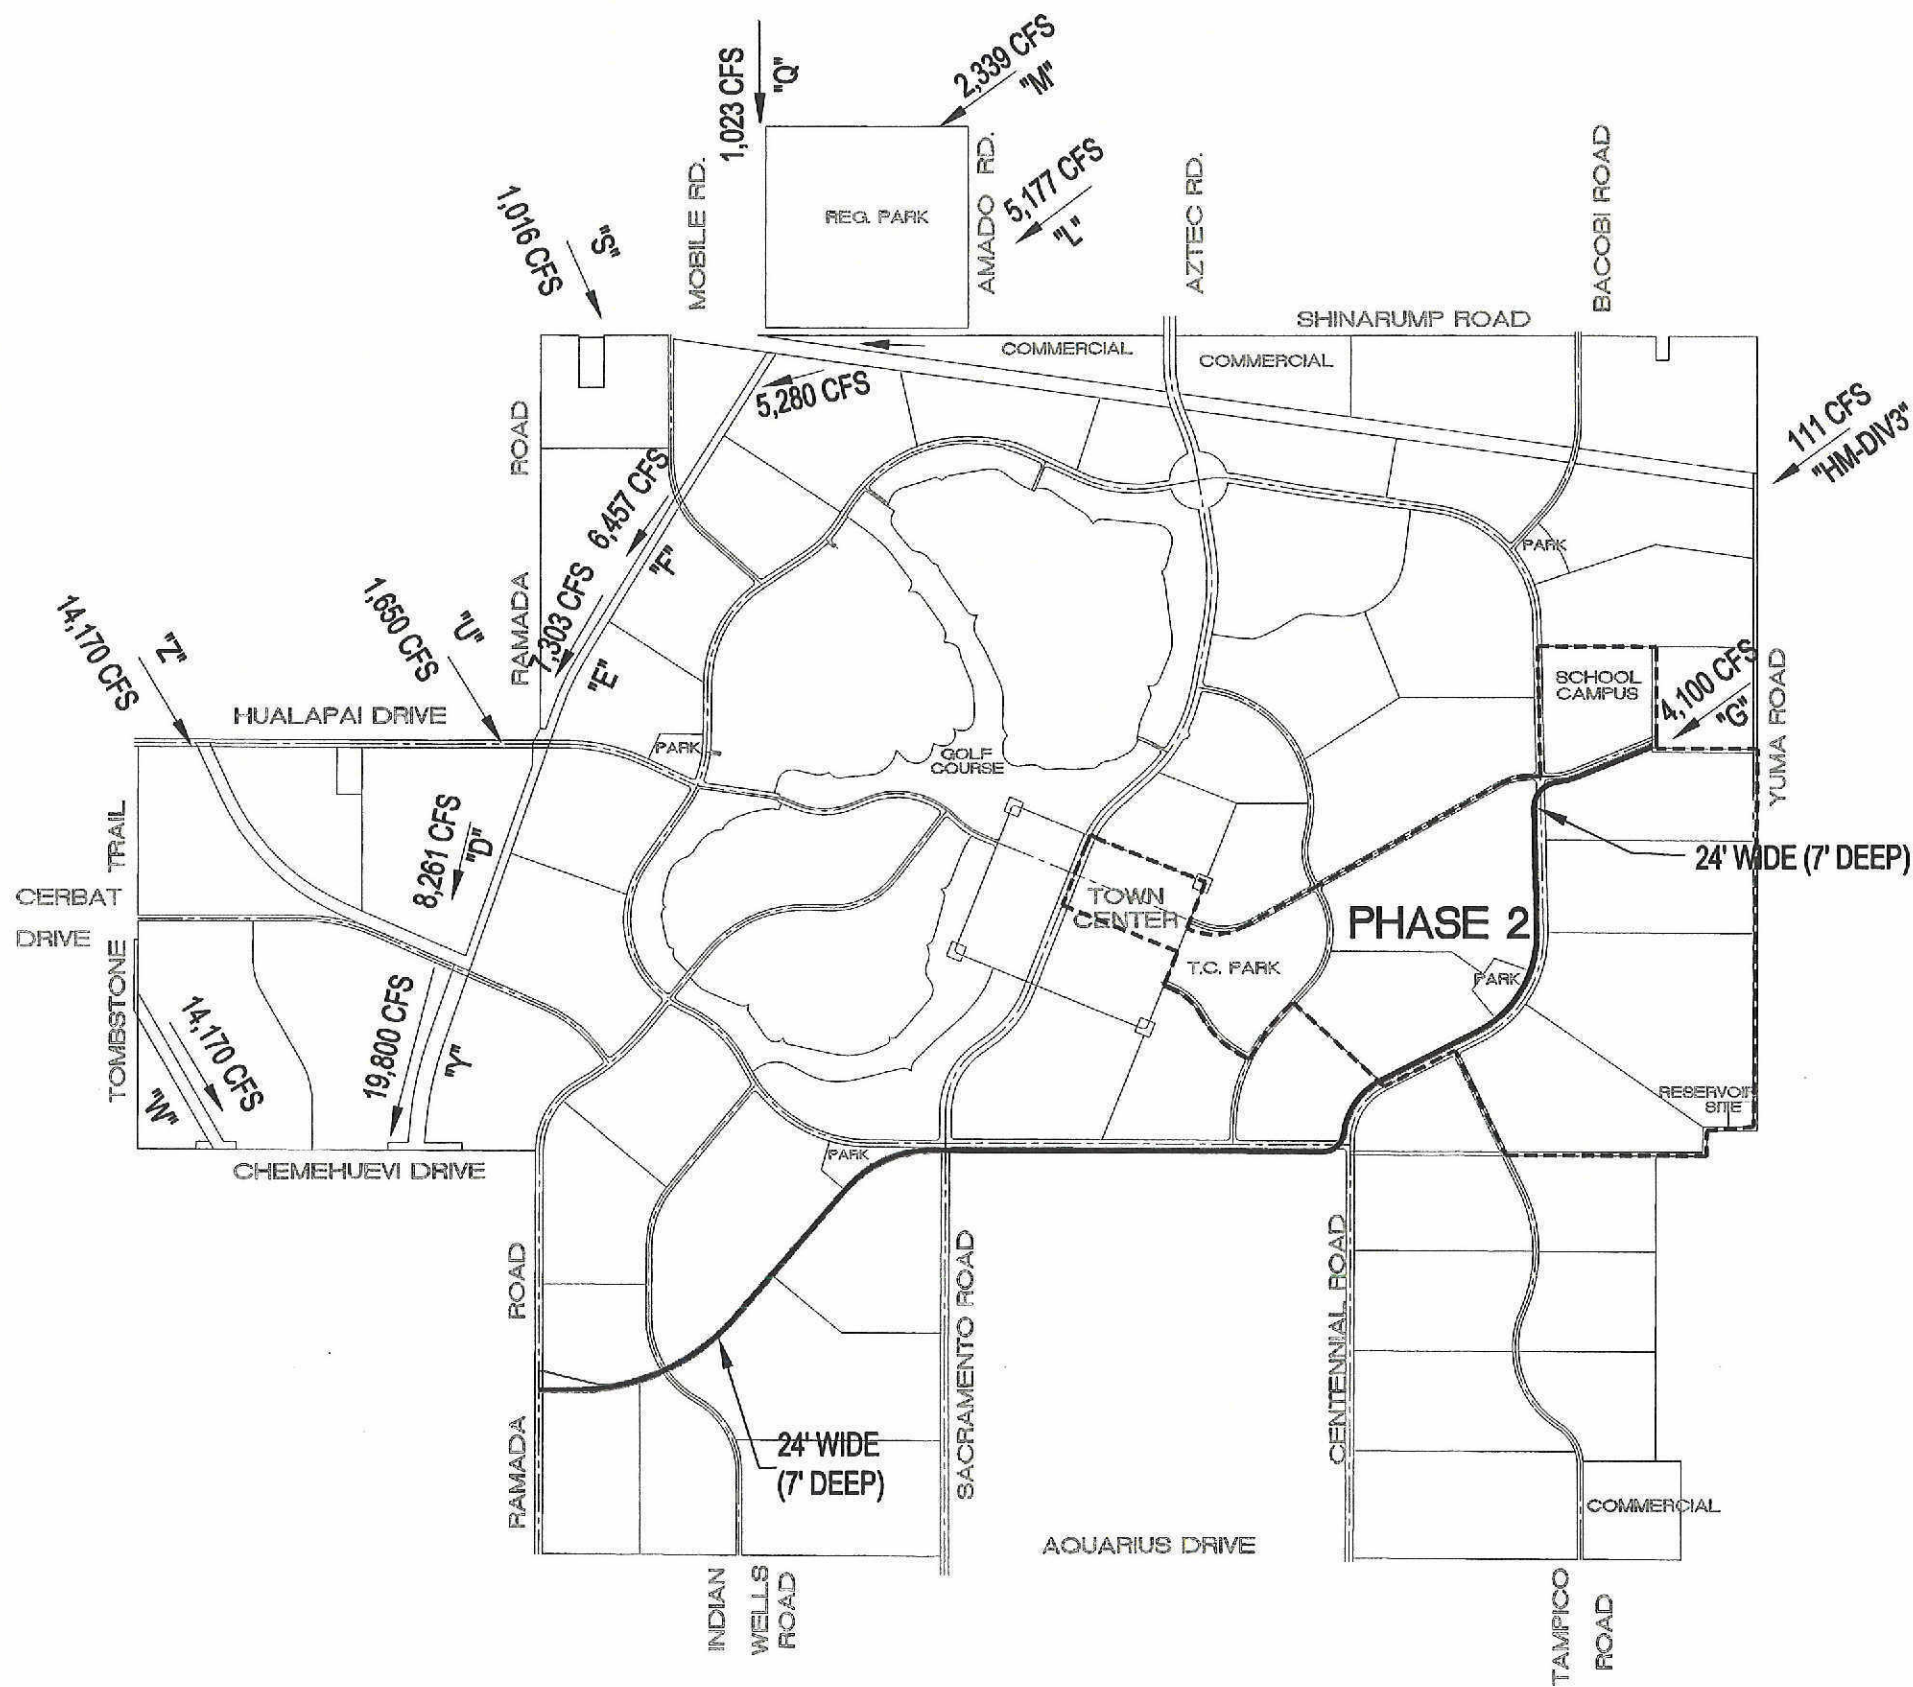 1,023 CFS
"Q"
2,339 CFS
"M"
5,177 CFS
"L"
1,016 CFS
"S"
MOBILE RD.
REG. PARK
AMADO RD.
AZTEC RD.
BACOBI ROAD
SHINARUMP ROAD
COMMERCIAL
COMMERCIAL
5,280 CFS
111 CFS
"HM-DIV3"
RAMADA ROAD
6,457 CFS
"F"
7,303 CFS
"E"
PARK
14,170 CFS
"Z"
1,650 CFS
"U"
HUALAPAI DRIVE
PARK
GOLF
COURSE
SCHOOL
CAMPUS
4,100 CFS
"G"
YUMA ROAD
8,261 CFS
"D"
24' WIDE (7' DEEP)
CERBAT
DRIVE
TOMBSTONE TRAIL
TOWN
CENTER
PHASE 2
T.C. PARK
PARK
14,170 CFS
"W"
19,800 CFS
"Y"
RESERVOIR
SITE
CHEMEHUEVI DRIVE
PARK
RAMADA ROAD
SACRAMENTO ROAD
CENTENNIAL ROAD
24' WIDE
(7' DEEP)
COMMERCIAL
AQUARIUS DRIVE
INDIAN
WELLS
ROAD
TAMPICO
ROAD